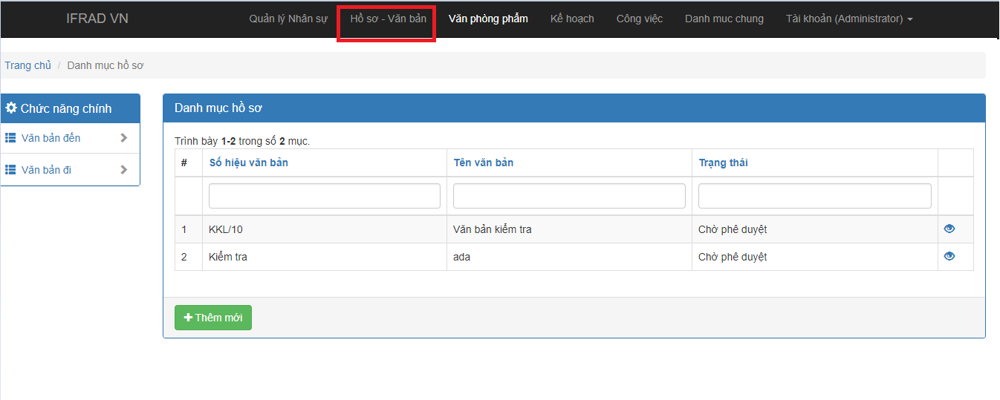 IFRAD VN Quản lý Nhân sự Hồ sơ - Văn bản Văn phòng phẩm Kế hoạch Công việc Danh muc chung Tài khoản (Administrator)
Trang chủ / Danh mục hồ sơ
Chức năng chính
Văn bản đến
Văn bản đi
Danh mục hồ sơ
Trình bày 1-2 trong số 2 mục.
# Số hiệu văn bản Tên văn bản Trạng thái
1 KKL/10 Văn bản kiểm tra Chờ phê duyệt
2 Kiểm tra ada Chờ phê duyệt
Thêm mới